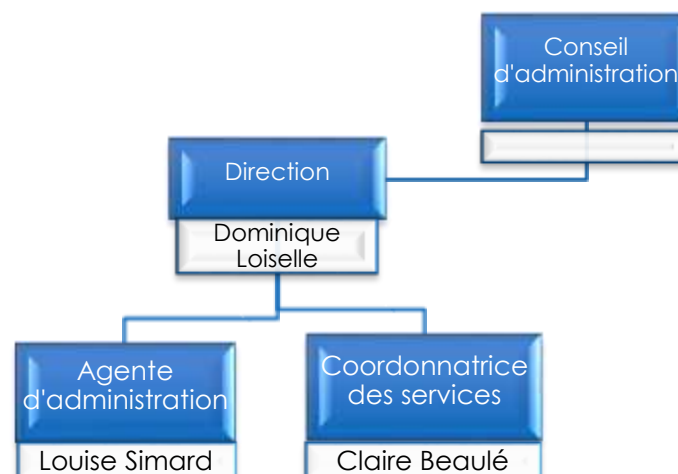 Conseil
d'administration
Direction
Dominique
Loiselle
Agente
d'administration
Louise Simard
Coordonnatrice
des services
Claire Beaulé